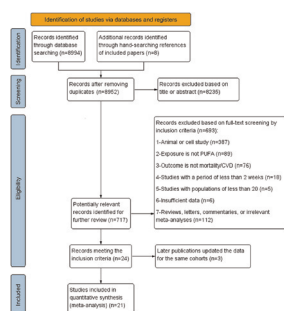 Identification of studies via databases and registers
Identification
Records identified
through database
searching (n=8994)
Additional records identified
through hand-searching references
of included papers (n=8)
Screening
Records after removing
duplicates (n=8952)
Records excluded based on
title or abstract (n=8235)
Eligibility
Records excluded based on full-text screening by
inclusion criteria (n=693):
1-Animal or cell study (n=387)
2-Exposure is not PUFA (n=89)
3-Outcome is not mortality/CVD (n=76)
4-Studies with a period of less than 2 weeks (n=18)
5-Studies with populations of less than 20 (n=5)
6-Insufficient data (n=6)
7-Reviews, letters, commentaries, or irrelevant
meta-analyses (n=112)
Potentially relevant
records identified for
further review (n=717)
Records meeting the
inclusion criteria (n=24)
Later publications updated the data
for the same cohorts (n=3)
Included
Studies included in
quantitative synthesis
(meta-analysis) (n=21)